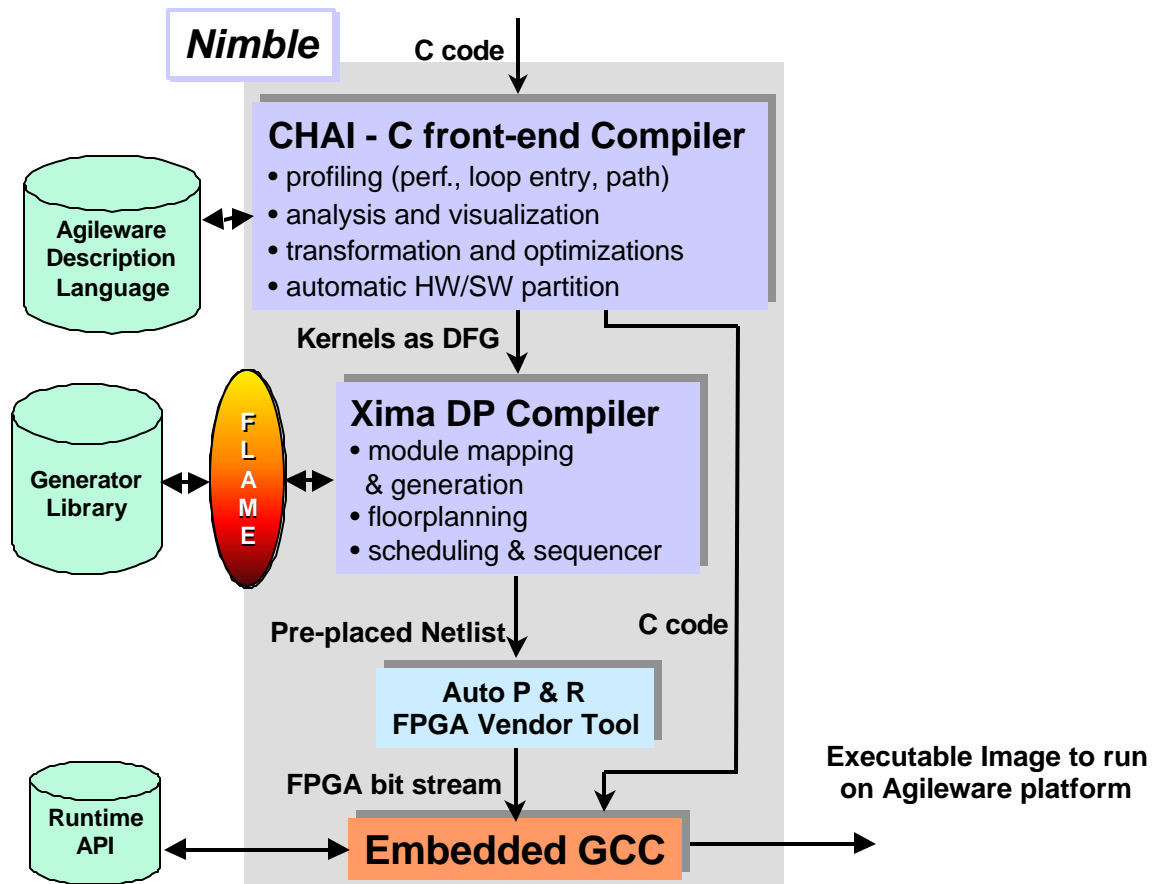 Nimble
C code
CHAI - C front-end Compiler
• profiling (perf., loop entry, path)
• analysis and visualization
• transformation and optimizations
• automatic HW/SW partition
Agileware
Description
Language
Kernels as DFG
Xima DP Compiler
• module mapping
& generation
• floorplanning
• scheduling & sequencer
F
L
A
M
E
Generator
Library
Pre-placed Netlist
C code
Auto P & R
FPGA Vendor Tool
FPGA bit stream
Executable Image to run
on Agileware platform
Runtime
API
Embedded GCC